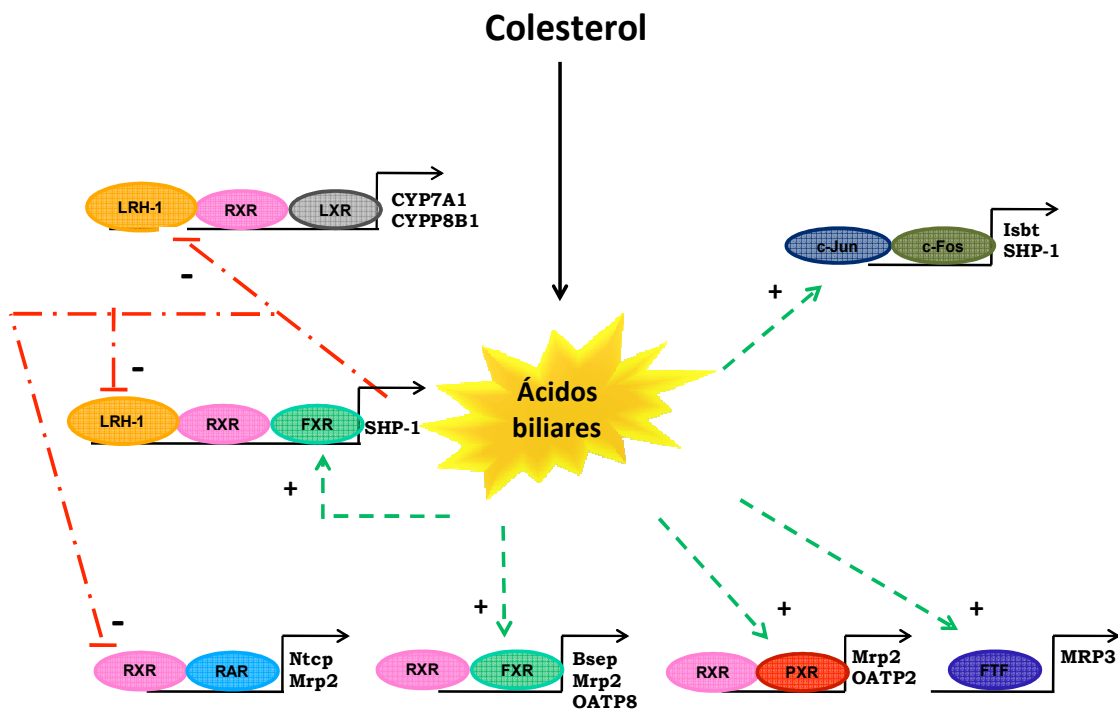 Colesterol
LRH-1
RXR
LXR
CYP7A1
CYPP8B1
c-Jun
c-Fos
Isbt
SHP-1
-
+
-
Ácidos
biliares
LRH-1
RXR
FXR
SHP-1
+
-
+
+
+
RXR
RAR
Ntcp
Mrp2
RXR
FXR
Bsep
Mrp2
OATP8
RXR
PXR
Mrp2
OATP2
FTF
MRP3